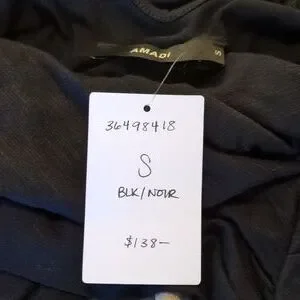 AMADI
S
36498418
S
BLK/NOIR
$138-